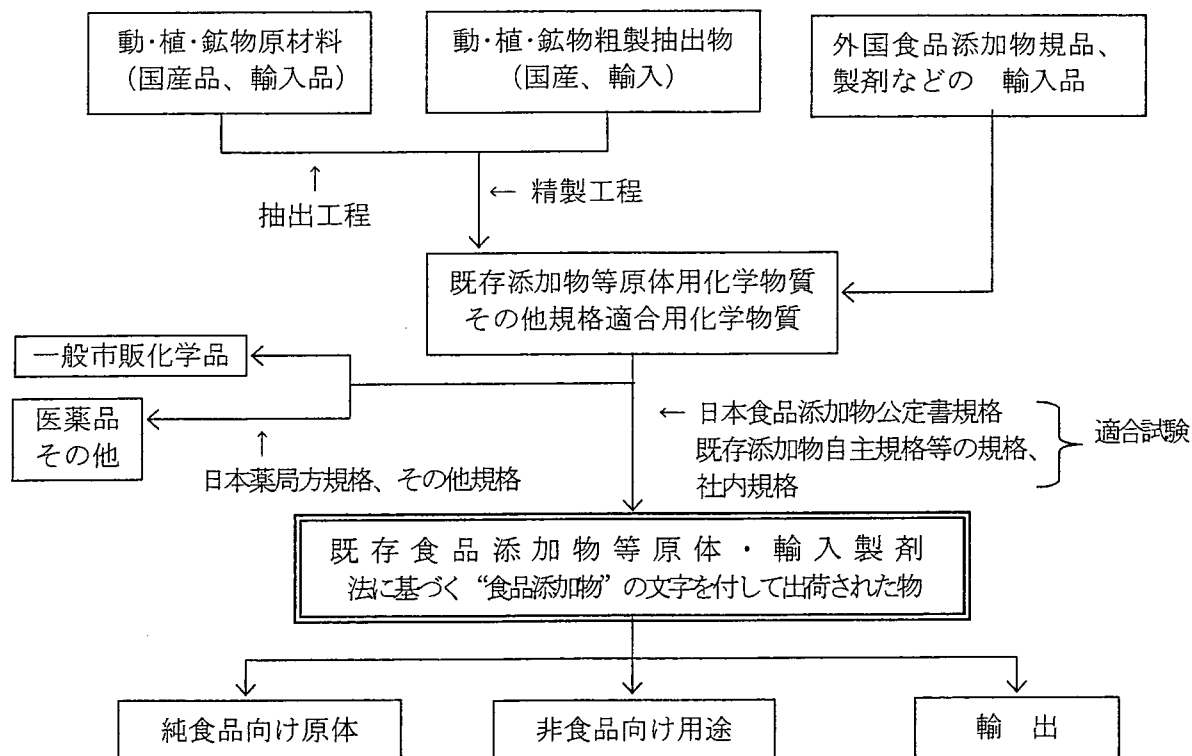 動・植・鉱物原材料
(国産品、輸入品)
動・植・鉱物粗製抽出物
(国産、輸入)
外国食品添加物規品、
製剤などの 輸入品
↑
抽出工程
← 精製工程
既存添加物等原体用化学物質
その他規格適合用化学物質
一般市販化学品
医薬品
その他
↑
日本薬局方規格、その他規格
← 日本食品添加物公定書規格
既存添加物自主規格等の規格、
社内規格
適合試験
既存食品添加物等原体・輸入製剤
法に基づく“食品添加物”の文字を付して出荷された物
純食品向け原体
非食品向け用途
輸 出